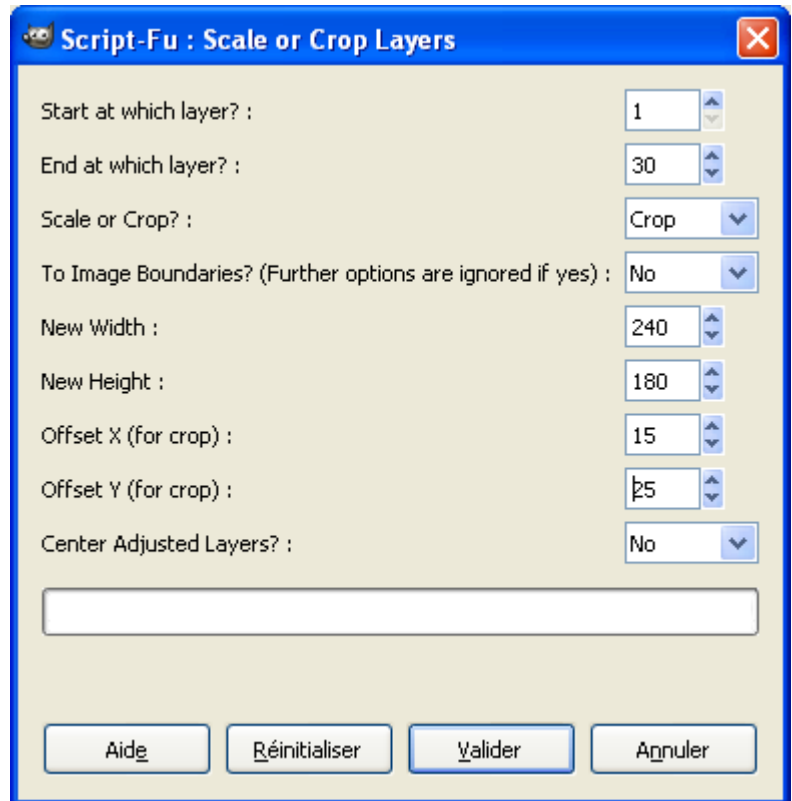 Script-Fu : Scale or Crop Layers
Start at which layer? : 1
End at which layer? : 30
Scale or Crop? : Crop
To Image Boundaries? (Further options are ignored if yes) : No
New Width : 240
New Height : 180
Offset X (for crop) : 15
Offset Y (for crop) : 25
Center Adjusted Layers? : No
Aide Réinitialiser Valider Annuler